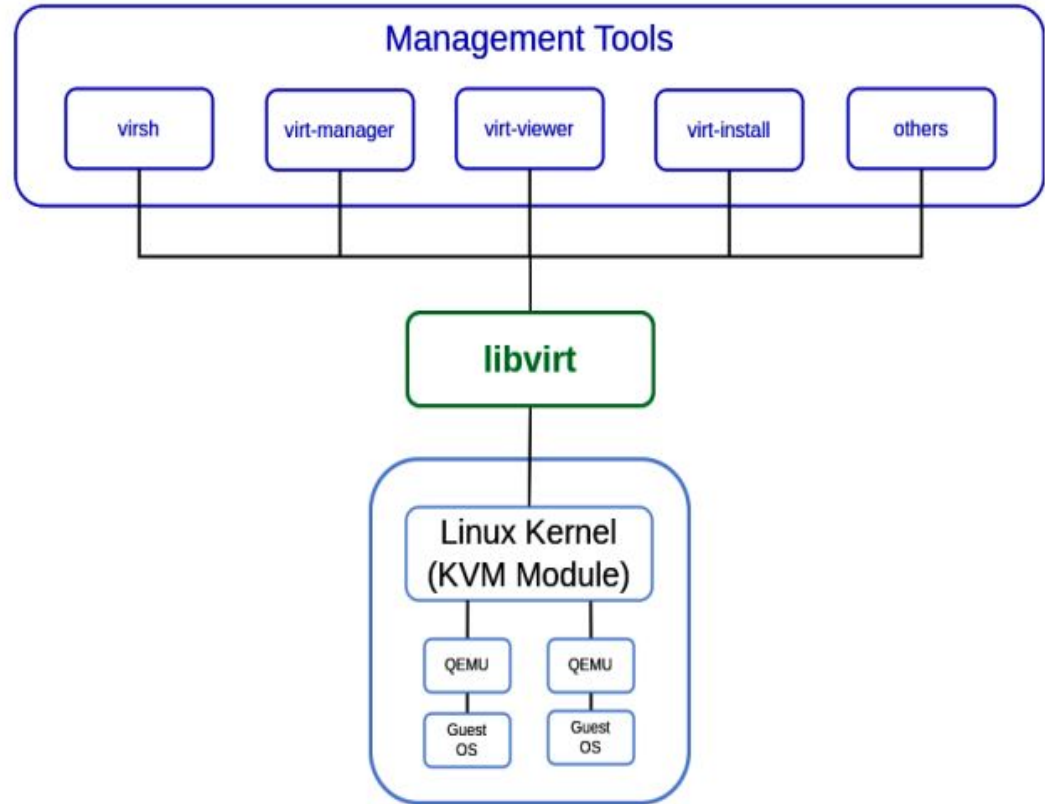 Management Tools
virsh
virt-manager
virt-viewer
virt-install
others
libvirt
Linux Kernel
(KVM Module)
QEMU
QEMU
Guest
OS
Guest
OS